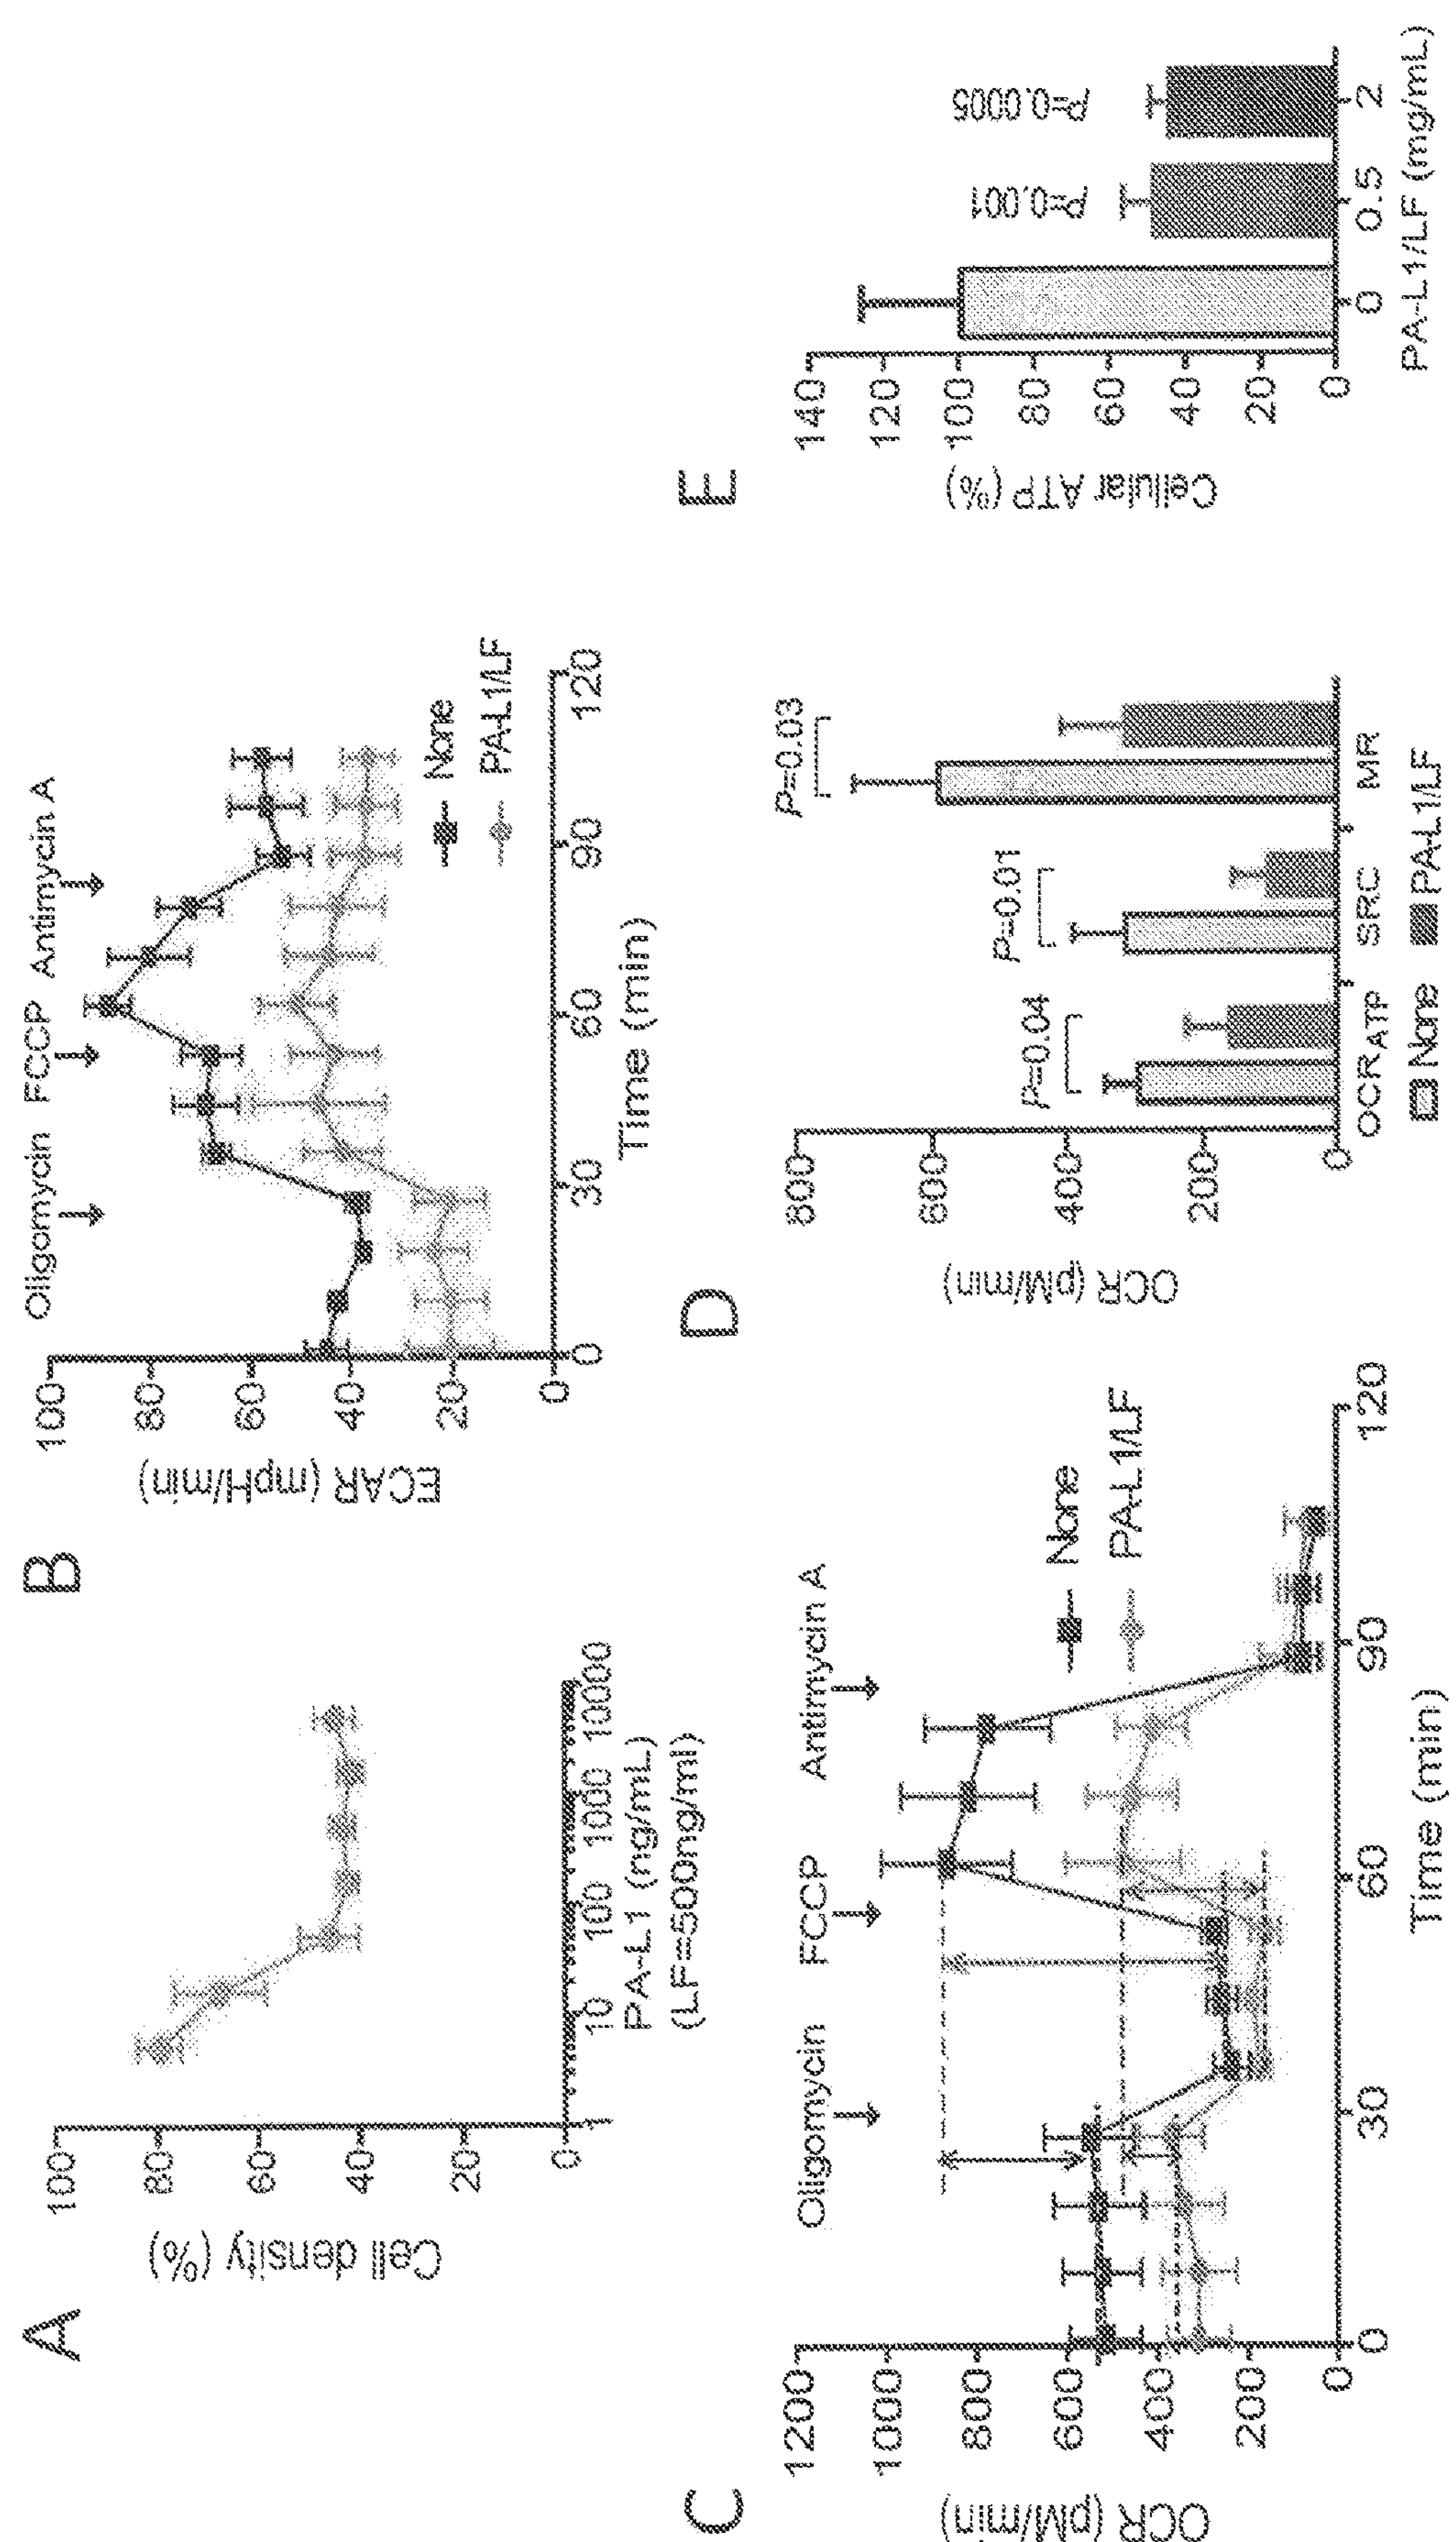 A
Cell density (%)
100
80
60
40
20
0
1
10
100
1000
10000
PA-L1 (ng/mL)
(LF=500ng/ml)
B
Oligomycin
FCCP
Antimycin A
ECAR (mpH/min)
100
80
60
40
20
0
0
30
60
90
120
Time (min)
None
PA-L1/LF
C
Oligomycin
FCCP
Antimycin A
OCR (pM/min)
1200
1000
800
600
400
200
0
0
30
60
90
120
Time (min)
None
PA-L1/LF
D
OCR (pM/min)
800
600
400
200
0
P=0.04
P=0.01
P=0.03
OCRATP
SRC
MR
None
PA-L1/LF
E
Cellular ATP (%)
140
120
100
80
60
40
20
0
P=0.001
P=0.0005
0
0.5
2
PA-L1/LF (mg/mL)